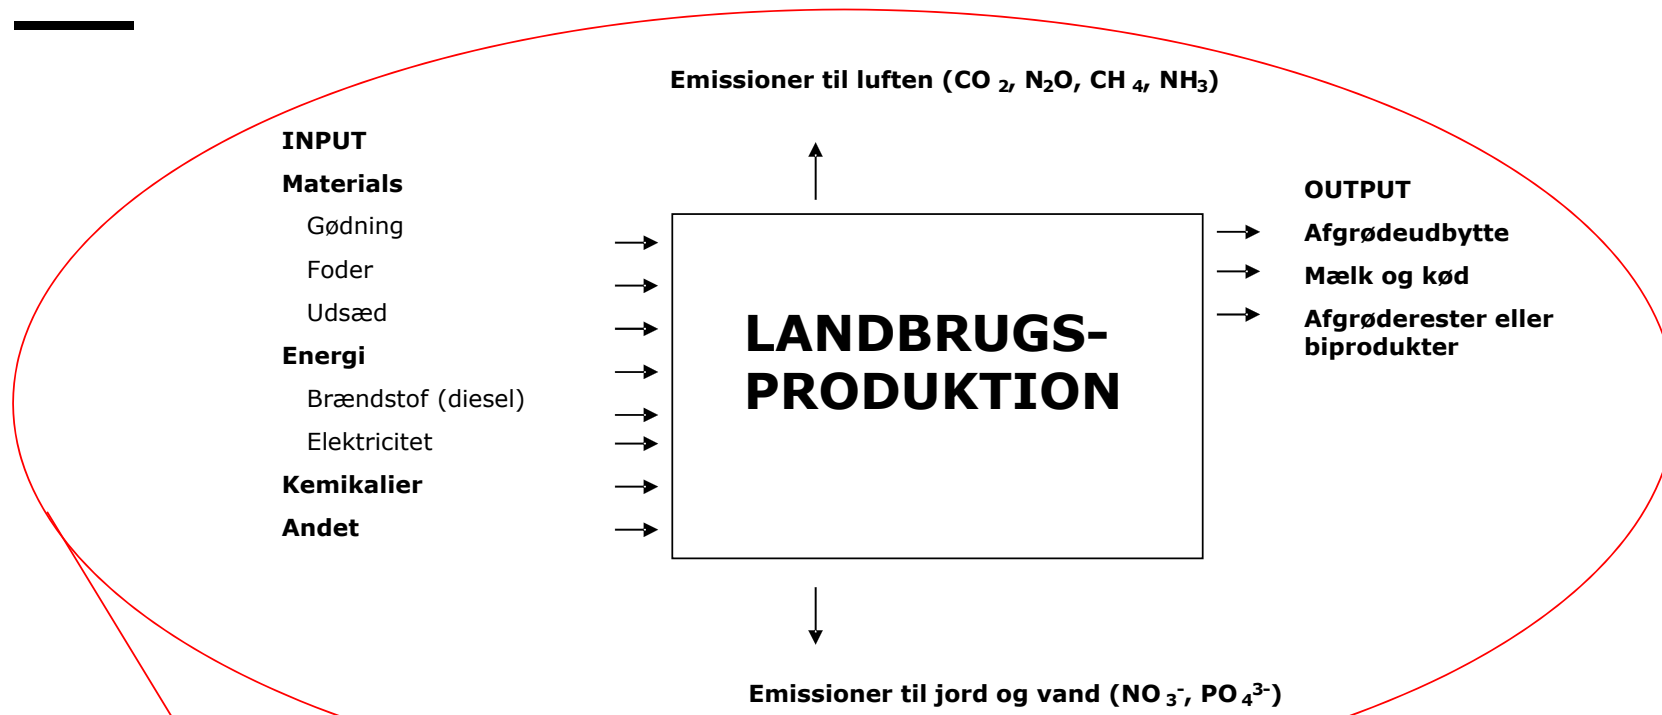 Emissioner til luften (CO 2, N2O, CH 4, NH3)
INPUT
Materials
Gødning
Foder
Udsæd
Energi
Brændstof (diesel)
Elektricitet
Kemikalier
Andet
LANDBRUGS-
PRODUKTION
OUTPUT
Afgrødeudbytte
Mælk og kød
Afgrøderester eller
biprodukter
Emissioner til jord og vand (NO 3-, PO 4 3-)